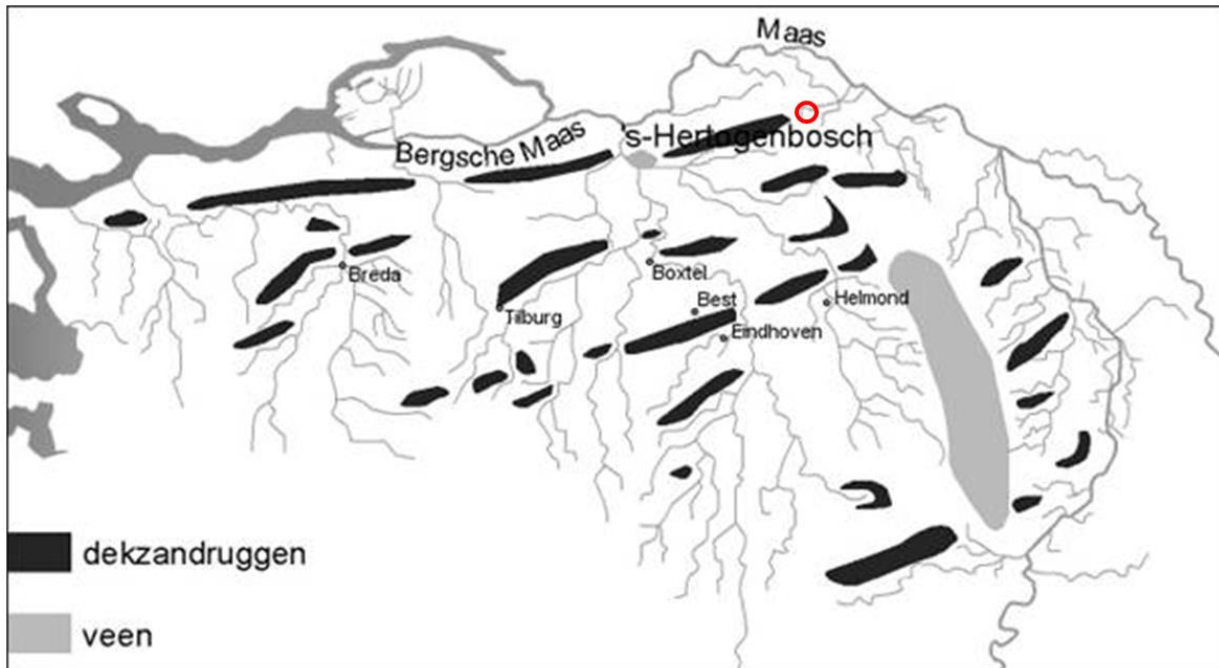 Maas
Bergsche Maas
's-Hertogenbosch
Breda
Boxtel
Tilburg
Best
Helmond
Eindhoven
dekzandruggen
veen